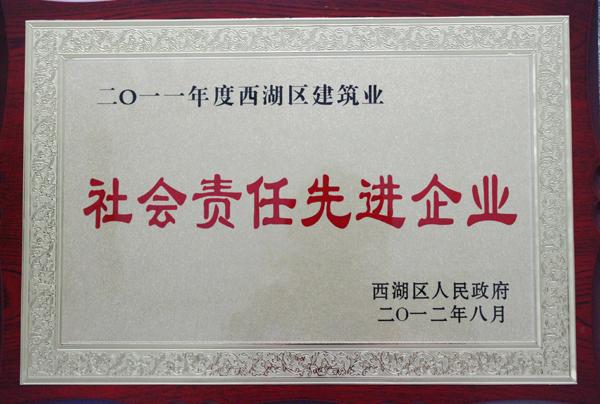 二〇一一年度西湖区建筑业
社会责任先进企业
西湖区人民政府
二〇一二年八月